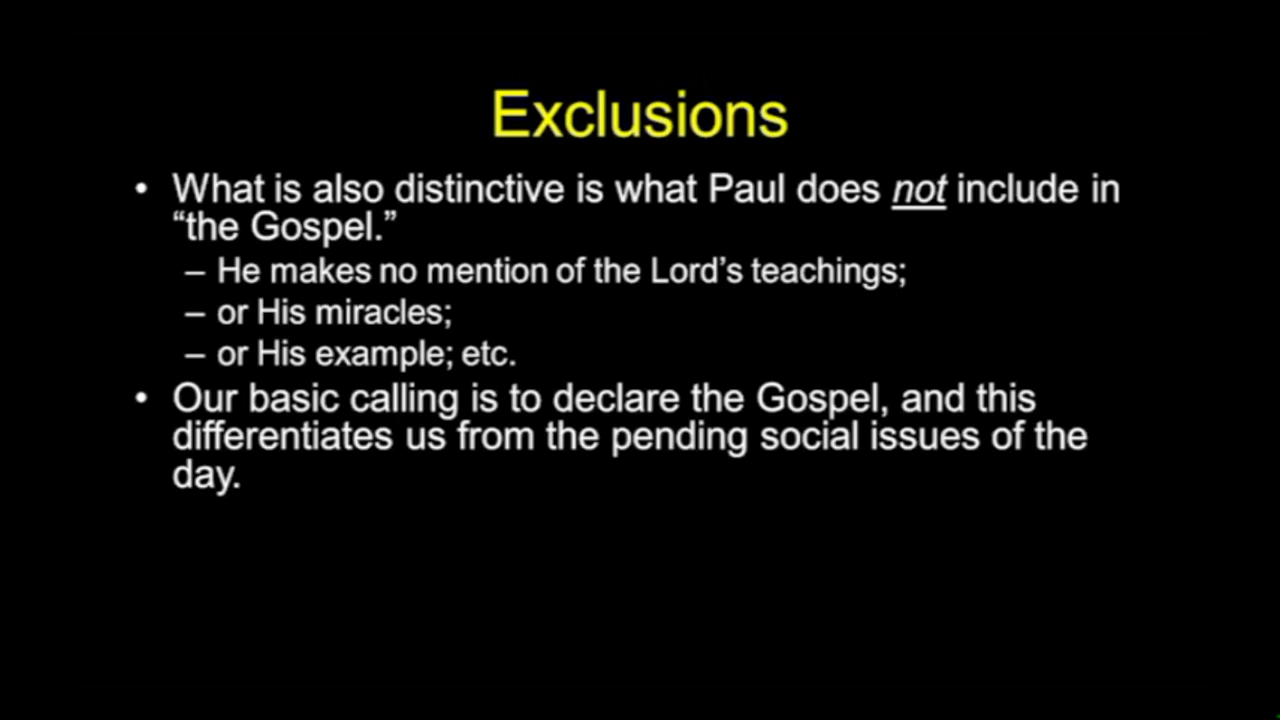 Exclusions
• What is also distinctive is what Paul does not include in
“the Gospel.”
– He makes no mention of the Lord’s teachings;
– or His miracles;
– or His example; etc.
• Our basic calling is to declare the Gospel, and this
differentiates us from the pending social issues of the
day.